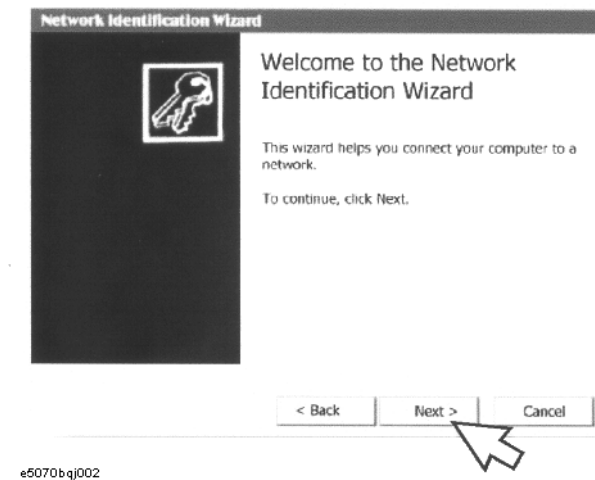 Network Identification Wizard
Welcome to the Network
Identification Wizard
This wizard helps you connect your computer to a
network.
To continue, click Next.
< Back
Next >
Cancel
e5070bqj002